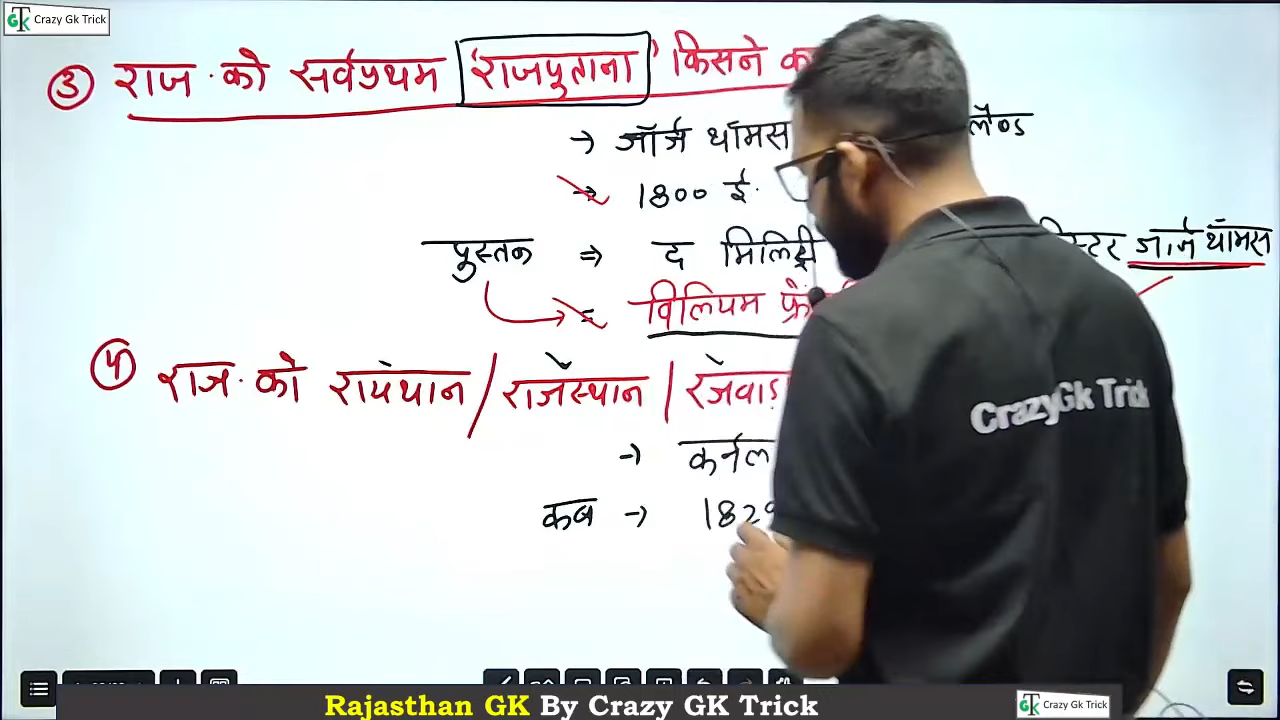 Crazy Gk Trick
③ राज. को सर्वप्रथम 'राजपुताना' किसने
→ जॉर्ज थॉमस लैण्ड
⇒ 1800 ई.
पुस्तक ⇒ द मिलिट्री जार्ज थॉमस
विलियम
④ राज. को रायथान / राजस्थान / रजवाड़
→ कर्नल
कब → 1829
CrazyGk Trick
Rajasthan GK By Crazy GK Trick
Crazy Gk Trick